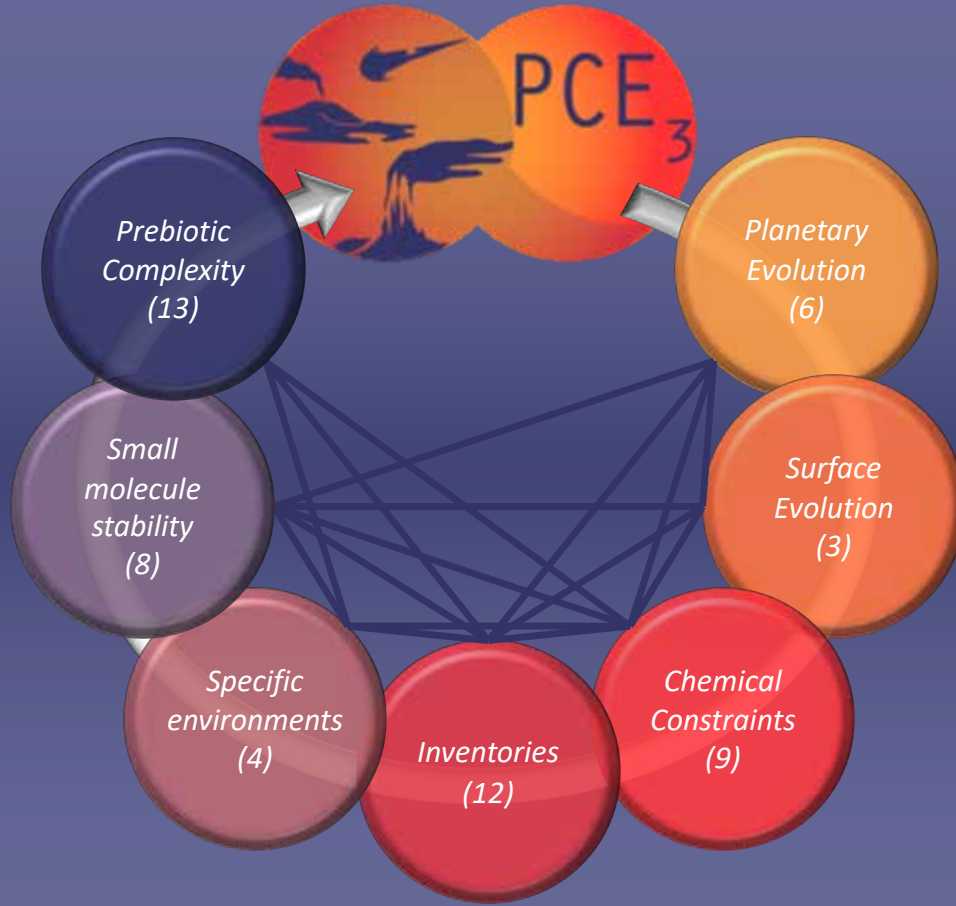 PCE3
Prebiotic
Complexity
(13)
Planetary
Evolution
(6)
Small
molecule
stability
(8)
Surface
Evolution
(3)
Specific
environments
(4)
Inventories
(12)
Chemical
Constraints
(9)